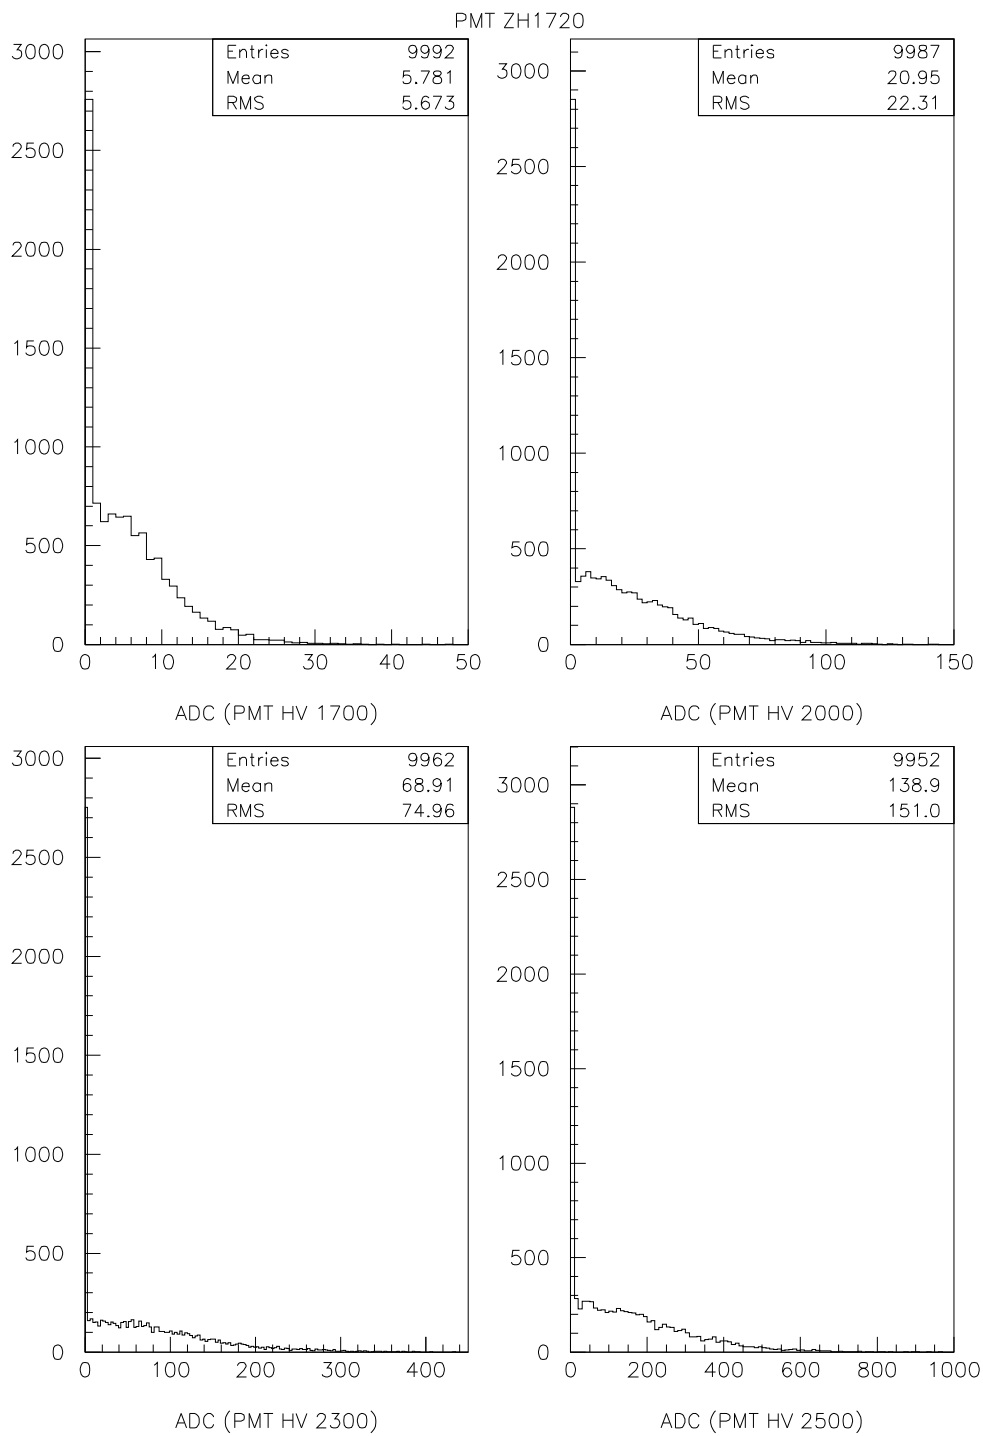 PMT ZH1720
Entries 9992
Mean 5.781
RMS 5.673
3000
2500
2000
1500
1000
500
0
0 10 20 30 40 50
ADC (PMT HV 1700)
Entries 9987
Mean 20.95
RMS 22.31
3000
2500
2000
1500
1000
500
0
0 50 100 150
ADC (PMT HV 2000)
Entries 9962
Mean 68.91
RMS 74.96
3000
2500
2000
1500
1000
500
0
0 100 200 300 400
ADC (PMT HV 2300)
Entries 9952
Mean 138.9
RMS 151.0
3000
2500
2000
1500
1000
500
0
0 200 400 600 800 1000
ADC (PMT HV 2500)